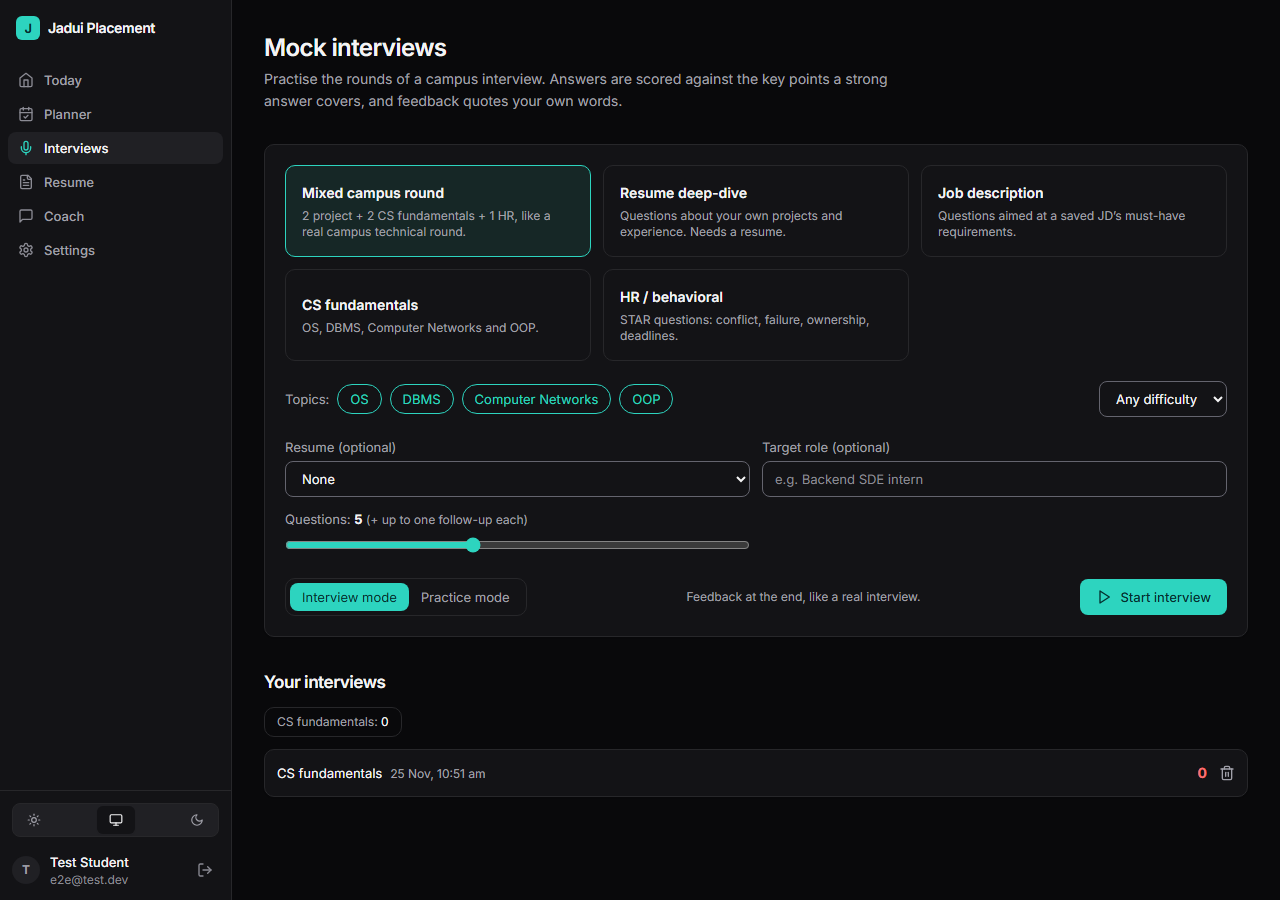 J
Jadui Placement
Today
Planner
Interviews
Resume
Coach
Settings
T
Test Student
e2e@test.dev
Mock interviews
Practise the rounds of a campus interview. Answers are scored against the key points a strong
answer covers, and feedback quotes your own words.
Mixed campus round
2 project + 2 CS fundamentals + 1 HR, like a
real campus technical round.
Resume deep-dive
Questions about your own projects and
experience. Needs a resume.
Job description
Questions aimed at a saved JD’s must-have
requirements.
CS fundamentals
OS, DBMS, Computer Networks and OOP.
HR / behavioral
STAR questions: conflict, failure, ownership,
deadlines.
Topics: OS DBMS Computer Networks OOP Any difficulty
Resume (optional)
None
Target role (optional)
e.g. Backend SDE intern
Questions: 5 (+ up to one follow-up each)
Interview mode Practice mode Feedback at the end, like a real interview. Start interview
Your interviews
CS fundamentals: 0
CS fundamentals 25 Nov, 10:51 am 0